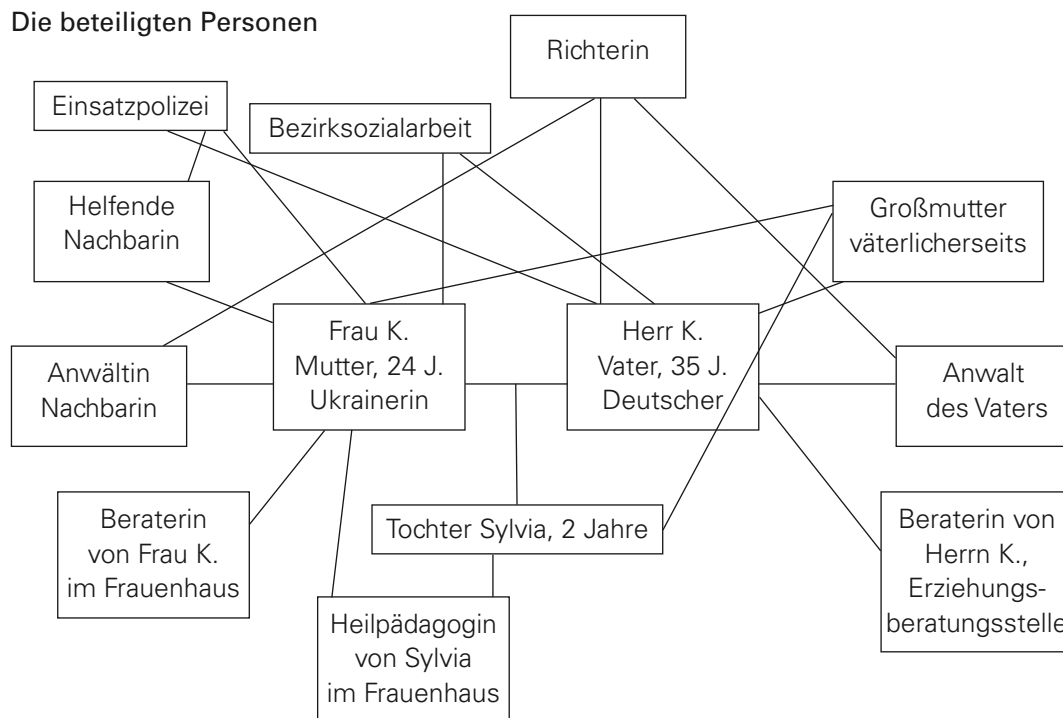 Die beteiligten Personen
Richterin
Einsatzpolizei
Bezirksozialarbeit
Helfende
Nachbarin
Großmutter
väterlicherseits
Frau K.
Mutter, 24 J.
Ukrainerin
Herr K.
Vater, 35 J.
Deutscher
Anwältin
Nachbarin
Anwalt
des Vaters
Beraterin
von Frau K.
im Frauenhaus
Tochter Sylvia, 2 Jahre
Beraterin von
Herrn K.,
Erziehungs-
beratungsstelle
Heilpädagogin
von Sylvia
im Frauenhaus